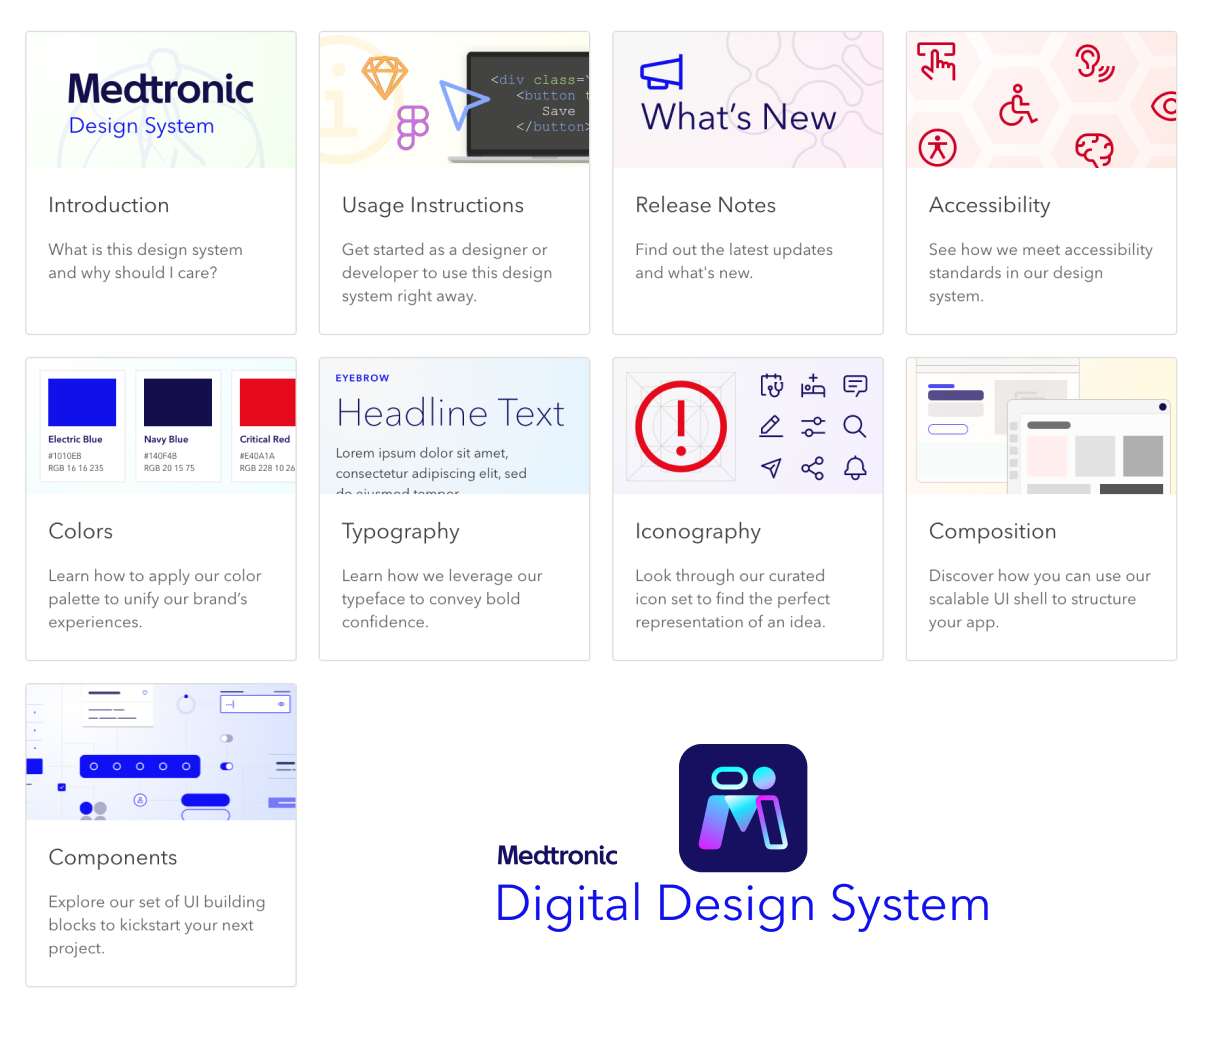 Medtronic
Design System
Introduction
What is this design system
and why should I care?
<div class=
<button t
Save
</button>
Usage Instructions
Get started as a designer or
developer to use this design
system right away.
What's New
Release Notes
Find out the latest updates
and what's new.
Accessibility
See how we meet accessibility
standards in our design
system.
Electric Blue
#1010EB
RGB 16 16 235
Navy Blue
#140F4B
RGB 20 15 75
Critical Red
#E40A1A
RGB 228 10 26
Colors
Learn how to apply our color
palette to unify our brand’s
experiences.
EYEBROW
Headline Text
Lorem ipsum dolor sit amet,
consectetur adipiscing elit, sed
do eiusmod tempor
Typography
Learn how we leverage our
typeface to convey bold
confidence.
Iconography
Look through our curated
icon set to find the perfect
representation of an idea.
Composition
Discover how you can use our
scalable UI shell to structure
your app.
Components
Explore our set of UI building
blocks to kickstart your next
project.
Medtronic
Digital Design System